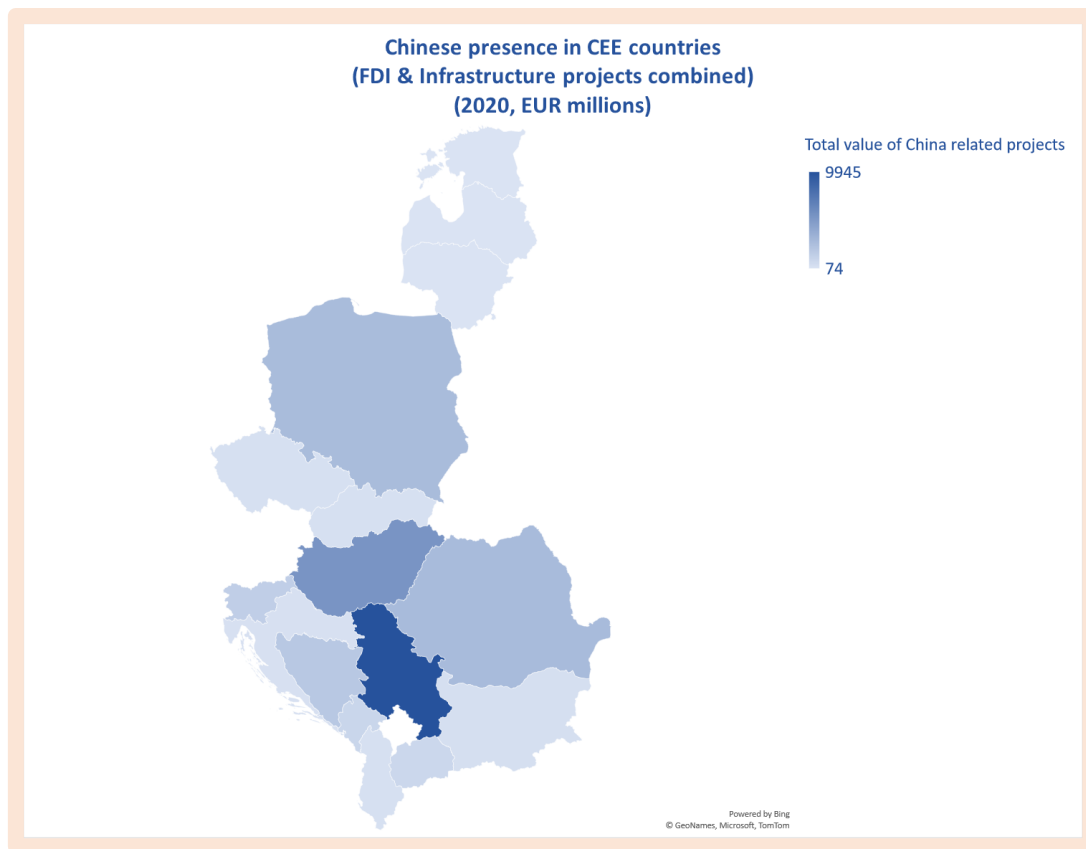 Chinese presence in CEE countries
(FDI & Infrastructure projects combined)
(2020, EUR millions)
Total value of China related projects
9945
74
Powered by Bing
© GeoNames, Microsoft, TomTom